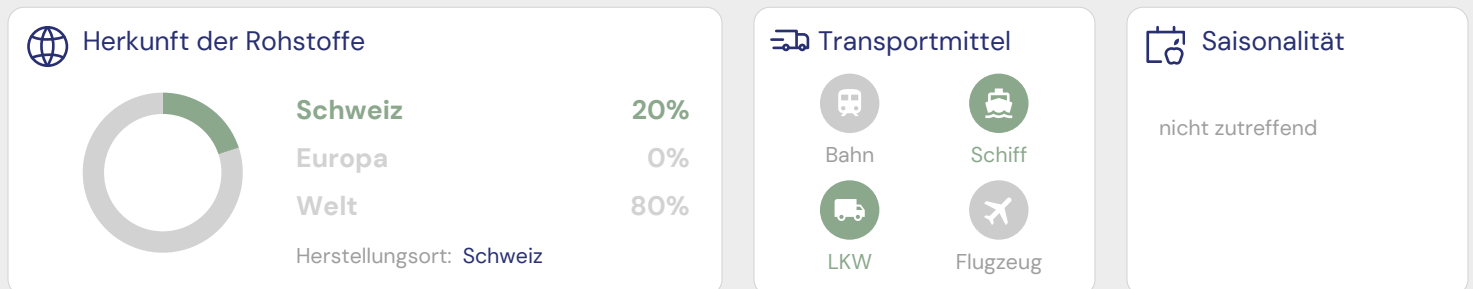 Herkunft der Rohstoffe
Schweiz 20%
Europa 0%
Welt 80%
Herstellungsort: Schweiz
Transportmittel
Bahn Schiff
LKW Flugzeug
Saisonalität
nicht zutreffend